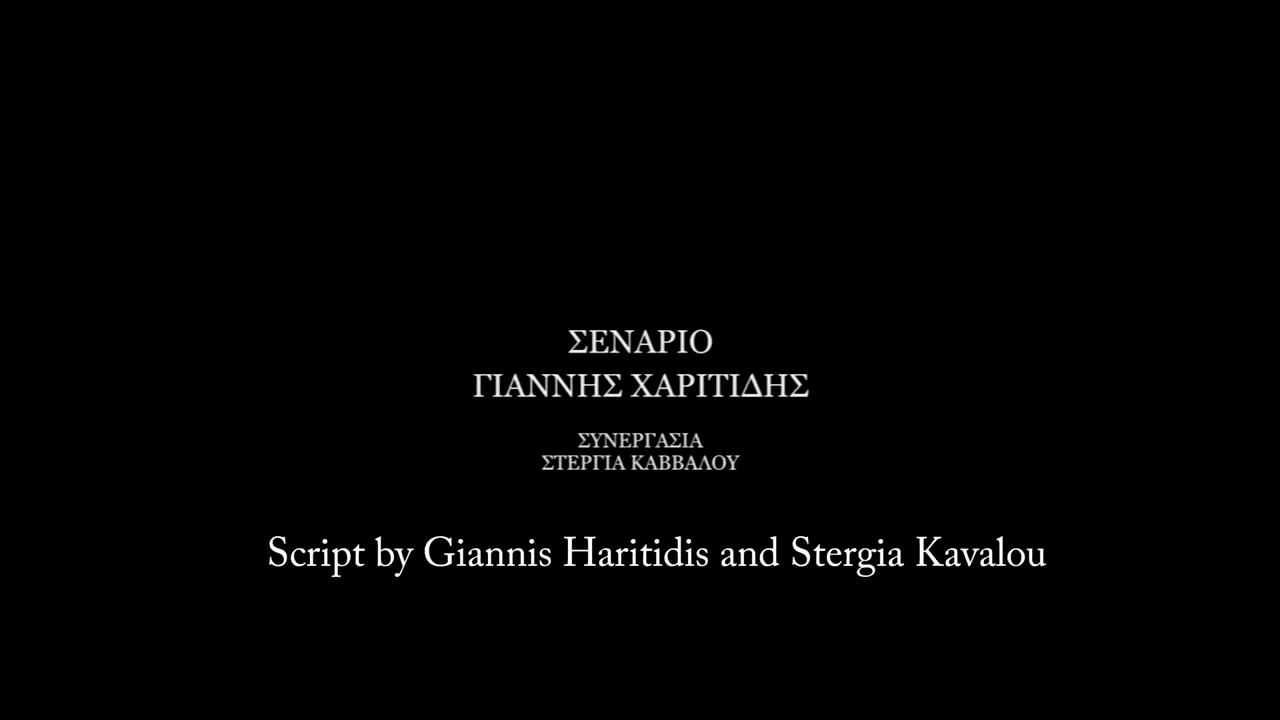 ΣΕΝΑΡΙΟ
ΓΙΑΝΝΗΣ ΧΑΡΙΤΙΔΗΣ
ΣΥΝΕΡΓΑΣΙΑ
ΣΤΕΡΓΙΑ ΚΑΒΒΑΛΟΥ
Script by Giannis Haritidis and Stergia Kavalou